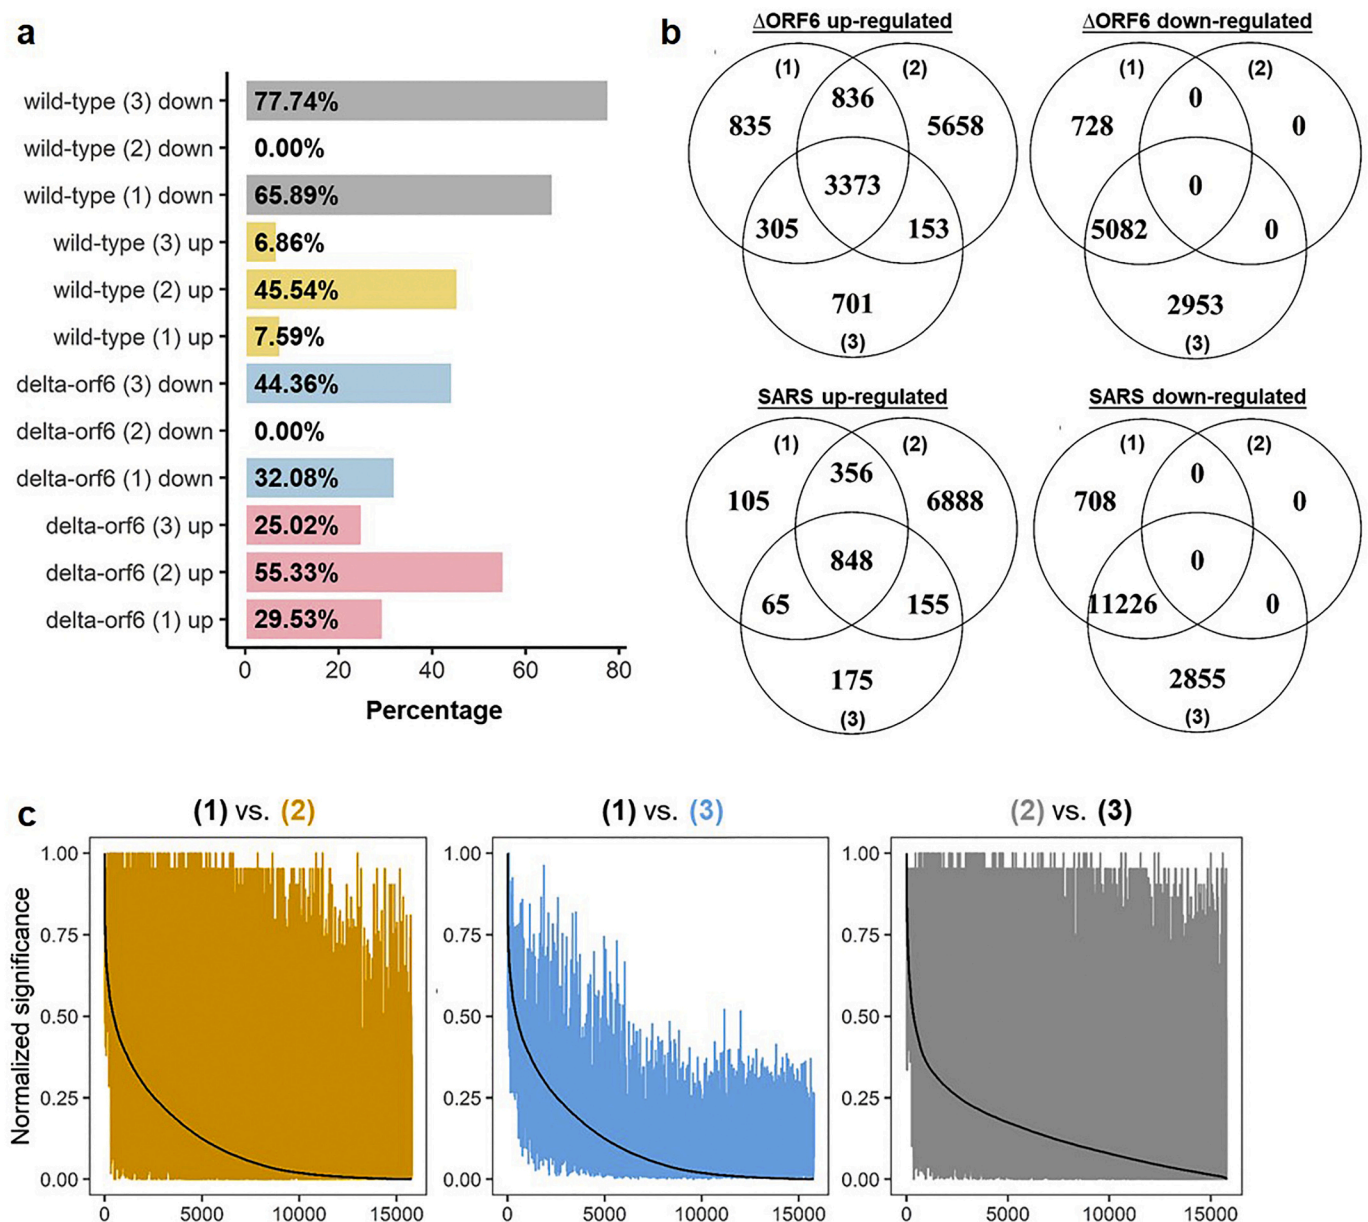 a
wild-type (3) down 77.74%
wild-type (2) down 0.00%
wild-type (1) down 65.89%
wild-type (3) up 6.86%
wild-type (2) up 45.54%
wild-type (1) up 7.59%
delta-orf6 (3) down 44.36%
delta-orf6 (2) down 0.00%
delta-orf6 (1) down 32.08%
delta-orf6 (3) up 25.02%
delta-orf6 (2) up 55.33%
delta-orf6 (1) up 29.53%
0 20 40 60 80
Percentage
b
ΔORF6 up-regulated
(1) (2)
836
835 5658
3373
305 153
701
(3)
ΔORF6 down-regulated
(1) (2)
0
728 0
0
5082 0
2953
(3)
SARS up-regulated
(1) (2)
356
105 6888
848
65 155
175
(3)
SARS down-regulated
(1) (2)
0
708 0
0
11226 0
2855
(3)
c
Normalized significance
(1) vs. (2)
1.00
0.75
0.50
0.25
0.00
0 5000 10000 15000
(1) vs. (3)
1.00
0.75
0.50
0.25
0.00
0 5000 10000 15000
(2) vs. (3)
1.00
0.75
0.50
0.25
0.00
0 5000 10000 15000